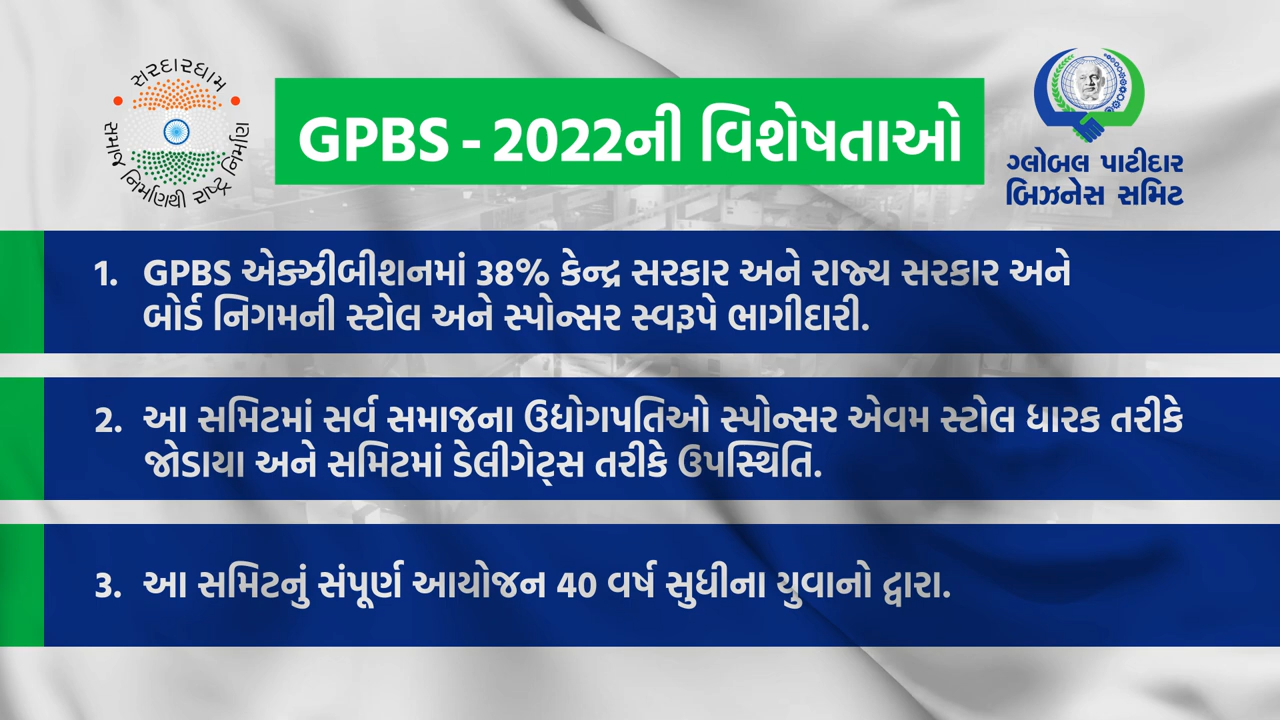 સરદારધામ
સમાજ નિર્માણથી રાષ્ટ્ર નિર્માણ
GPBS - 2022ની વિશેષતાઓ
ગ્લોબલ પાટીદાર
બિઝનેસ સમિટ
1. GPBS એક્ઝીબીશનમાં 38% કેન્દ્ર સરકાર અને રાજ્ય સરકાર અને
બોર્ડ નિગમની સ્ટોલ અને સ્પોન્સર સ્વરૂપે ભાગીદારી.
2. આ સમિટમાં સર્વ સમાજના ઉદ્યોગપતિઓ સ્પોન્સર એવમ સ્ટોલ ધારક તરીકે
જોડાયા અને સમિટમાં ડેલીગેટ્સ તરીકે ઉપસ્થિતિ.
3. આ સમિટનું સંપૂર્ણ આયોજન 40 વર્ષ સુધીના યુવાનો દ્વારા.